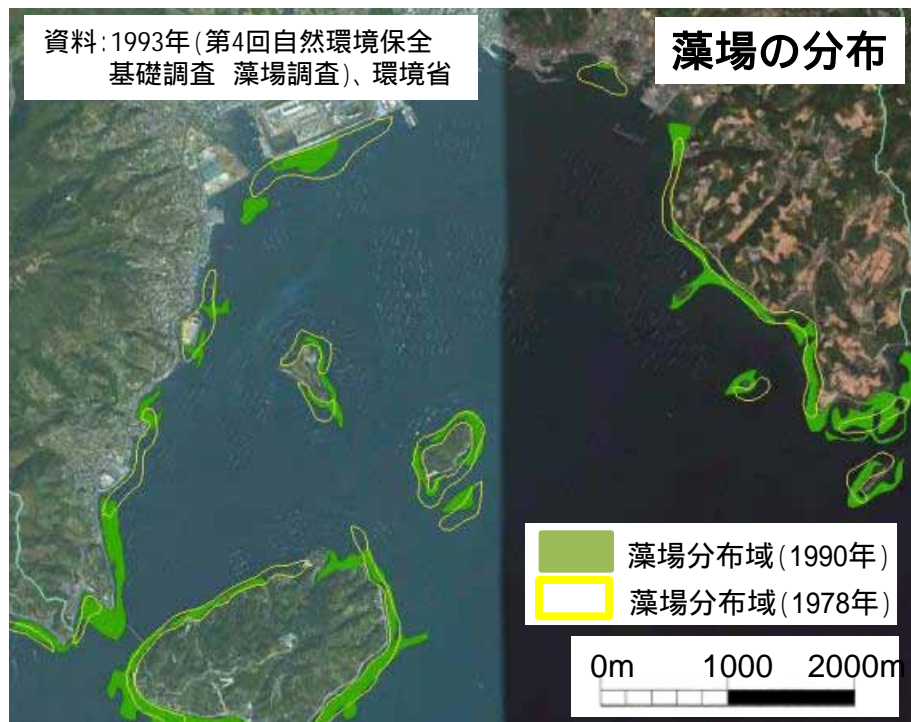 資料:1993年(第4回自然環境保全
基礎調査 藻場調査)、環境省
藻場の分布
藻場分布域(1990年)
藻場分布域(1978年)
0m 1000 2000m